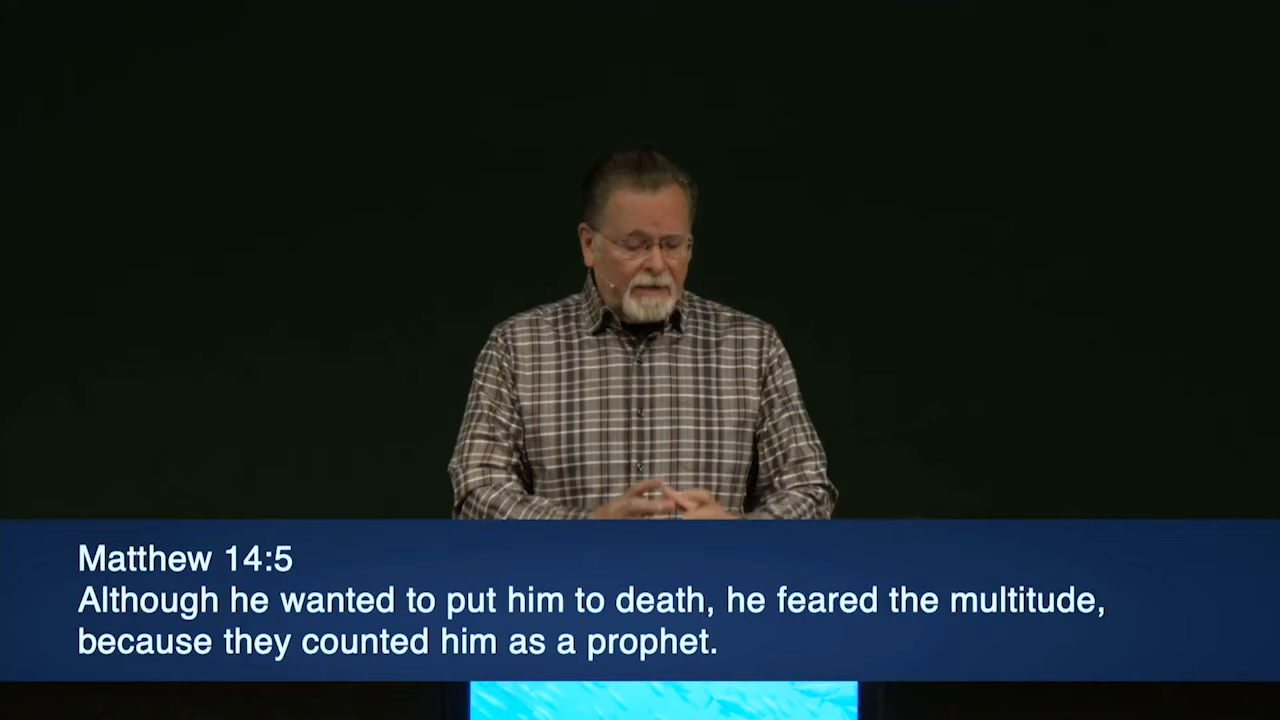 Matthew 14:5
Although he wanted to put him to death, he feared the multitude,
because they counted him as a prophet.